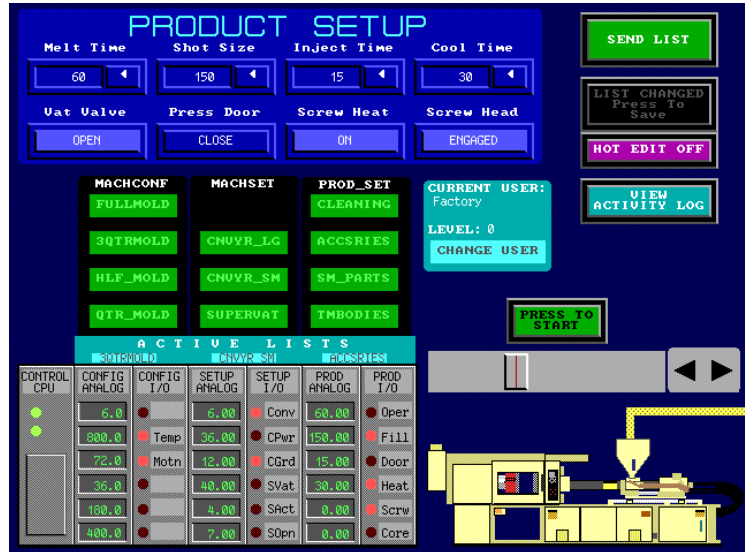 PRODUCT SETUP
Melt Time Shot Size Inject Time Cool Time
60 150 15 30
Vat Valve Press Door Screw Heat Screw Head
OPEN CLOSE ON ENGAGED
SEND LIST
LIST CHANGED
Press To
Save
HOT EDIT OFF
VIEW
ACTIVITY LOG
MACHCONF MACHSET PROD_SET
FULLMOLD CLEANING
3QTRMOLD CNVYR_LG ACCSRIES
HLF_MOLD CNVYR_SM SM_PARTS
QTR_MOLD SUPERVAT TMBODIES
CURRENT USER:
Factory
LEVEL: 0
CHANGE USER
PRESS TO
START
ACTIVE LISTS
3QTRMOLD CNVYR_SM ACCSRIES
CONTROL CPU CONFIG ANALOG CONFIG I/O SETUP ANALOG SETUP I/O PROD ANALOG PROD I/O
6.0 6.00 Conv 60.00 Oper
800.0 Temp 36.00 CPwr 150.00 Fill
72.0 Motn 12.00 CGrd 15.00 Door
36.0 40.00 SVat 30.00 Heat
180.0 4.00 SAct 0.00 Scrw
400.0 7.00 SOpn 0.00 Core